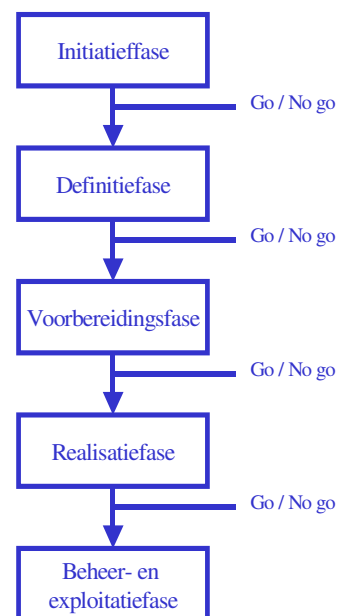 Initiatieffase
Go / No go
Definitiefase
Go / No go
Voorbereidingsfase
Go / No go
Realisatiefase
Go / No go
Beheer- en
exploitatiefase